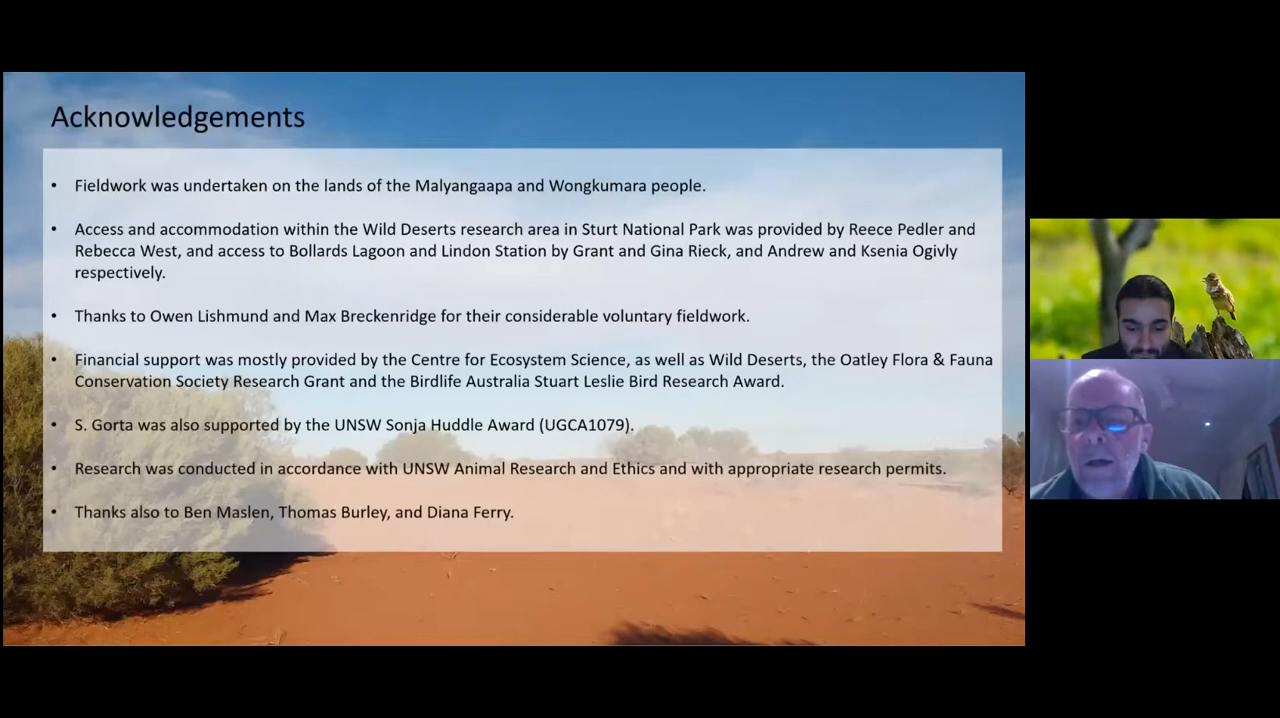 Acknowledgements
• Fieldwork was undertaken on the lands of the Malyangaapa and Wongkumara people.
• Access and accommodation within the Wild Deserts research area in Sturt National Park was provided by Reece Pedler and
Rebecca West, and access to Bollards Lagoon and Lindon Station by Grant and Gina Rieck, and Andrew and Ksenia Ogivly
respectively.
• Thanks to Owen Lishmund and Max Breckenridge for their considerable voluntary fieldwork.
• Financial support was mostly provided by the Centre for Ecosystem Science, as well as Wild Deserts, the Oatley Flora & Fauna
Conservation Society Research Grant and the Birdlife Australia Stuart Leslie Bird Research Award.
• S. Gorta was also supported by the UNSW Sonja Huddle Award (UGCA1079).
• Research was conducted in accordance with UNSW Animal Research and Ethics and with appropriate research permits.
• Thanks also to Ben Maslen, Thomas Burley, and Diana Ferry.